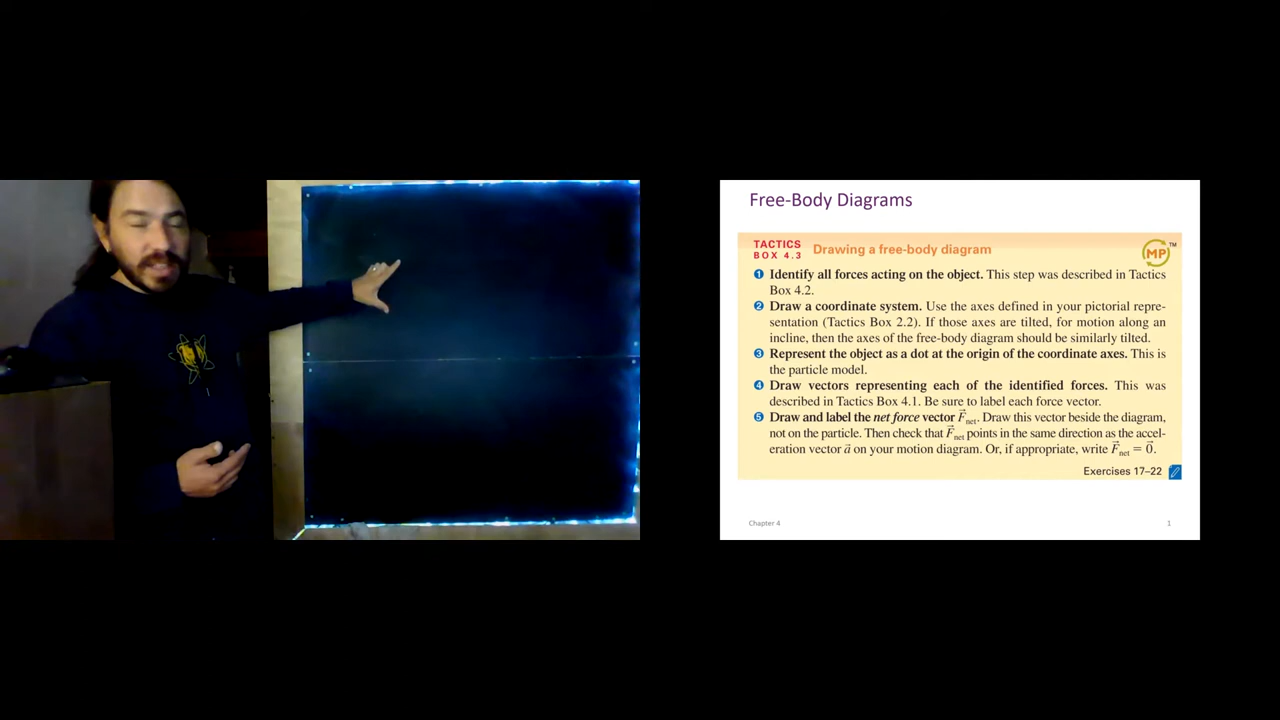 Free-Body Diagrams
TACTICS
BOX 4.3
Drawing a free-body diagram
MP™
1 Identify all forces acting on the object. This step was described in Tactics
Box 4.2.
2 Draw a coordinate system. Use the axes defined in your pictorial repre-
sentation (Tactics Box 2.2). If those axes are tilted, for motion along an
incline, then the axes of the free-body diagram should be similarly tilted.
3 Represent the object as a dot at the origin of the coordinate axes. This is
the particle model.
4 Draw vectors representing each of the identified forces. This was
described in Tactics Box 4.1. Be sure to label each force vector.
5 Draw and label the net force vector F⃗net. Draw this vector beside the diagram,
not on the particle. Then check that F⃗net points in the same direction as the accel-
eration vector a⃗ on your motion diagram. Or, if appropriate, write F⃗net = 0⃗.
Exercises 17–22
Chapter 4
1